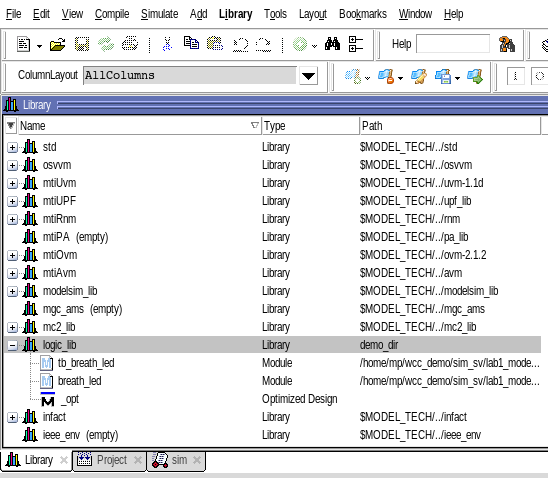 File Edit View Compile Simulate Add Library Tools Layout Bookmarks Window Help
Help
ColumnLayout AllColumns
Library
Name Type Path
std Library $MODEL_TECH/../std
osvvm Library $MODEL_TECH/../osvvm
mtiUvm Library $MODEL_TECH/../uvm-1.1d
mtiUPF Library $MODEL_TECH/../upf_lib
mtiRnm Library $MODEL_TECH/../rnm
mtiPA (empty) Library $MODEL_TECH/../pa_lib
mtiOvm Library $MODEL_TECH/../ovm-2.1.2
mtiAvm Library $MODEL_TECH/../avm
modelsim_lib Library $MODEL_TECH/../modelsim_lib
mgc_ams (empty) Library $MODEL_TECH/../mgc_ams
mc2_lib Library $MODEL_TECH/../mc2_lib
logic_lib Library demo_dir
tb_breath_led Module /home/mp/wcc_demo/sim_sv/lab1_mode...
breath_led Module /home/mp/wcc_demo/sim_sv/lab1_mode...
_opt Optimized Design
infact Library $MODEL_TECH/../infact
ieee_env (empty) Library $MODEL_TECH/../ieee_env
Library Project sim